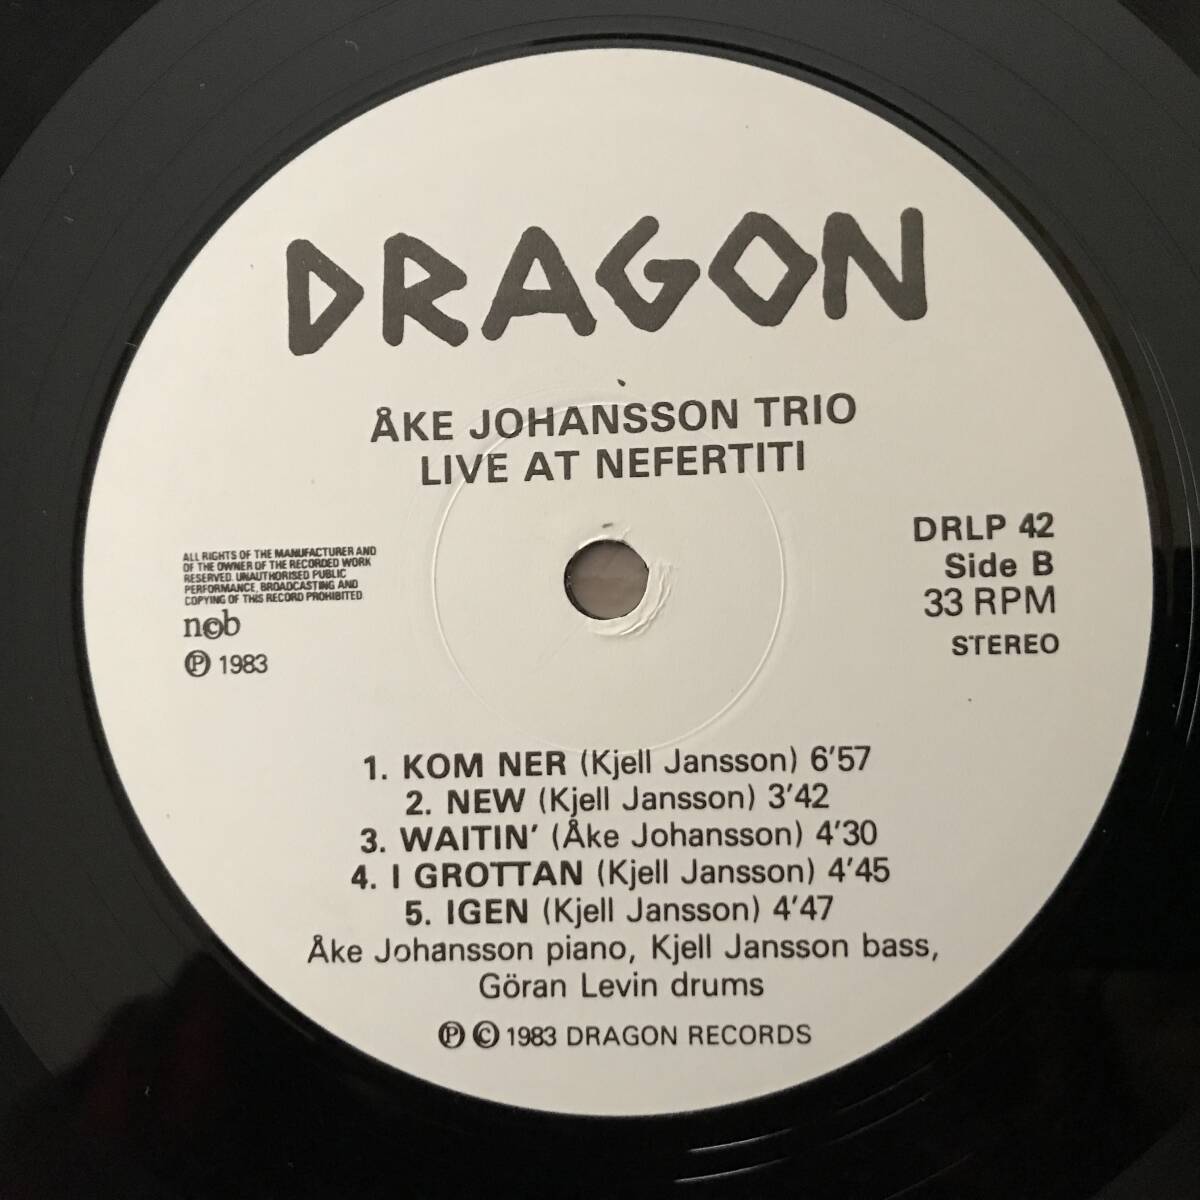 DRAGON
ÅKE JOHANSSON TRIO
LIVE AT NEFERTITI
DRLP 42
Side B
33 RPM
STEREO
ALL RIGHTS OF THE MANUFACTURER AND
OF THE OWNER OF THE RECORDED WORK
RESERVED. UNAUTHORISED PUBLIC
PERFORMANCE, BROADCASTING AND
COPYING OF THIS RECORD PROHIBITED
n©b
℗ 1983
1. KOM NER (Kjell Jansson) 6'57
2. NEW (Kjell Jansson) 3'42
3. WAITIN' (Åke Johansson) 4'30
4. I GROTTAN (Kjell Jansson) 4'45
5. IGEN (Kjell Jansson) 4'47
Åke Johansson piano, Kjell Jansson bass,
Göran Levin drums
℗ © 1983 DRAGON RECORDS